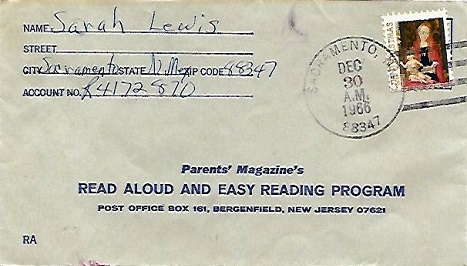 NAME Sarah Lewis
STREET
CITY Sacramento STATE N. Mex ZIP CODE 88347
ACCOUNT NO. R4172870
SACRAMENTO, N.
DEC
30
A.M.
1966
88347
Parents' Magazine's
READ ALOUD AND EASY READING PROGRAM
POST OFFICE BOX 161, BERGENFIELD, NEW JERSEY 07621
RA